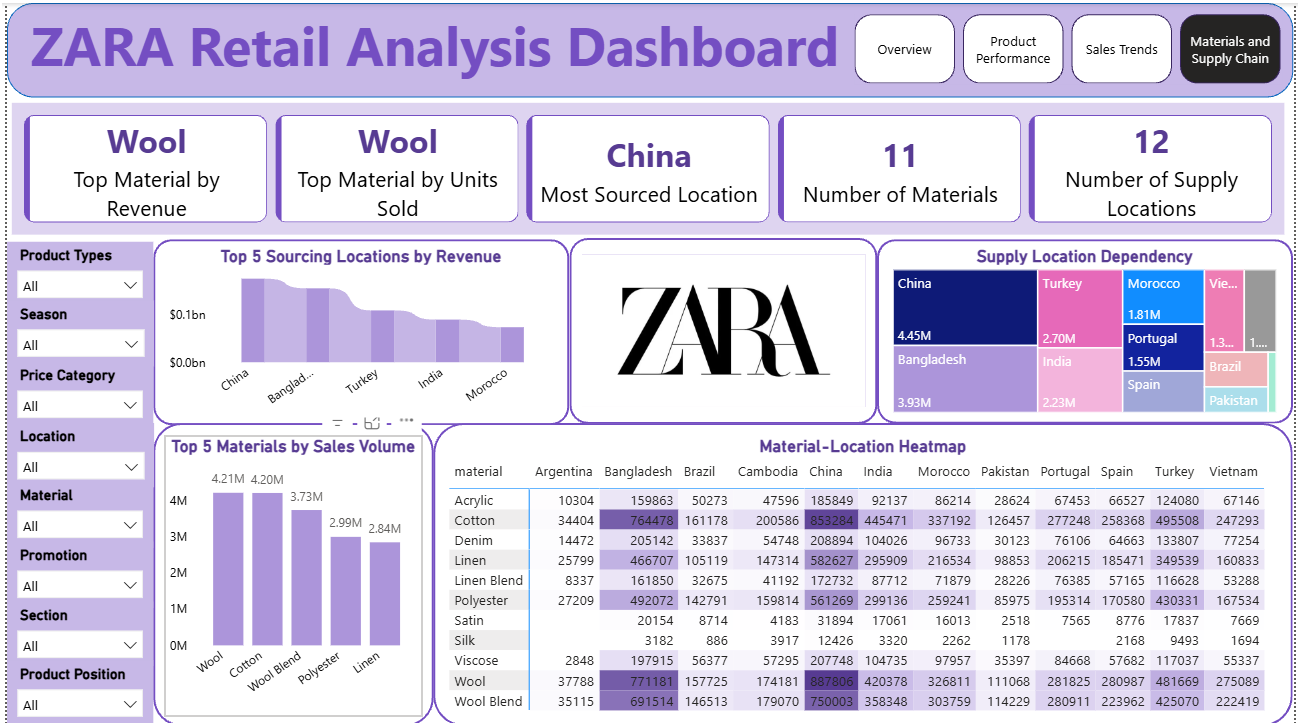 ZARA Retail Analysis Dashboard
Overview
Product
Performance
Sales Trends
Materials and
Supply Chain
Wool
Top Material by
Revenue
Wool
Top Material by Units
Sold
China
Most Sourced Location
11
Number of Materials
12
Number of Supply
Locations
Product Types
All
Season
All
Price Category
All
Location
All
Material
All
Promotion
All
Section
All
Product Position
All
Top 5 Sourcing Locations by Revenue
$0.1bn
$0.0bn
China
Banglad...
Turkey
India
Morocco
ZARA
Supply Location Dependency
China
4.45M
Bangladesh
3.93M
Turkey
2.70M
India
2.23M
Morocco
1.81M
Portugal
1.55M
Spain
Vie...
1.3...
1....
Brazil
Pakistan
Top 5 Materials by Sales Volume
4.21M 4.20M 3.73M 2.99M 2.84M
4M
3M
2M
1M
0M
Wool
Cotton
Wool Blend
Polyester
Linen
Material-Location Heatmap
material Argentina Bangladesh Brazil Cambodia China India Morocco Pakistan Portugal Spain Turkey Vietnam
Acrylic 10304 159863 50273 47596 185849 92137 86214 28624 67453 66527 124080 67146
Cotton 34404 764478 161178 200586 853284 445471 337192 126457 277248 258368 495508 247293
Denim 14472 205142 33837 54748 208894 104026 96733 30123 76106 64663 133807 77254
Linen 25799 466707 105119 147314 582627 295909 216534 98853 206215 185471 349539 160833
Linen Blend 8337 161850 32675 41192 172732 87712 71879 28226 76385 57165 116628 53288
Polyester 27209 492072 142791 159814 561269 299136 259241 85975 195314 170580 430331 167534
Satin 20154 8714 4183 31894 17061 16013 2518 7565 8776 17837 7669
Silk 3182 886 3917 12426 3320 2262 1178 2168 9493 1694
Viscose 2848 197915 56377 57295 207748 104735 97957 35397 84668 57682 117037 55337
Wool 37788 771181 157725 174181 887806 420378 326811 111068 281825 280987 481669 275089
Wool Blend 35115 691514 146513 179070 750003 358348 303759 114229 280911 223962 425070 222419